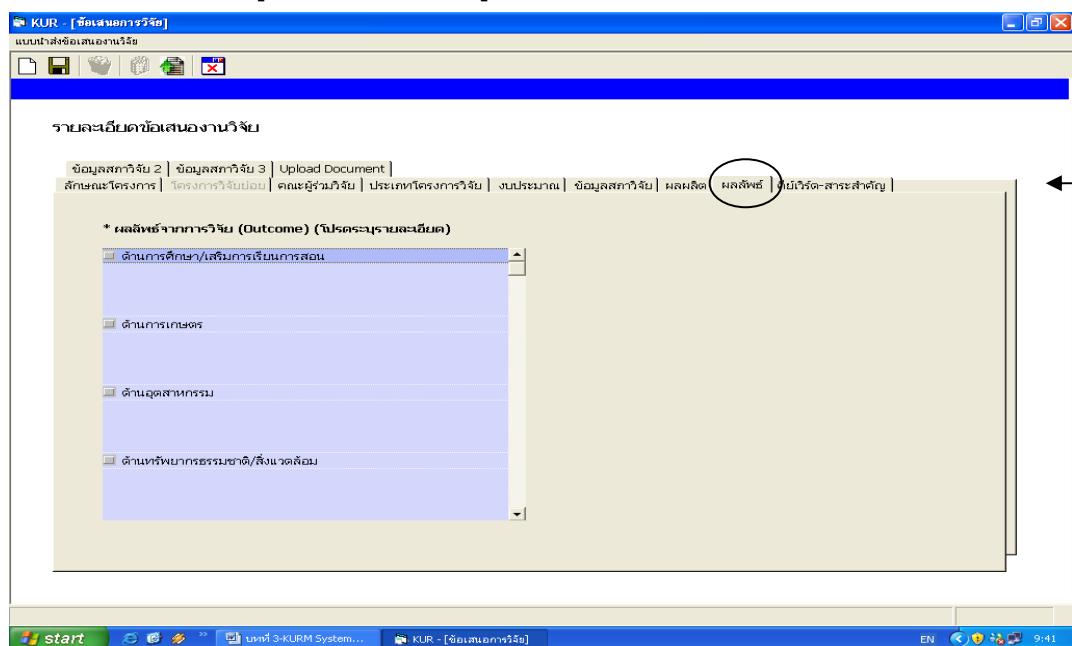 KUR - [ข้อเสนอการวิจัย]
แบบนำส่งข้อเสนองานวิจัย
รายละเอียดข้อเสนองานวิจัย
ข้อมูลสภาวิจัย 2 ข้อมูลสภาวิจัย 3 Upload Document
ลักษณะโครงการ โครงการวิจัยย่อย คณะผู้ร่วมวิจัย ประเภทโครงการวิจัย งบประมาณ ข้อมูลสภาวิจัย ผลผลิต ผลลัพธ์ คีย์เวิร์ด-สาระสำคัญ
* ผลลัพธ์จากการวิจัย (Outcome) (โปรดระบุรายละเอียด)
ด้านการศึกษา/เสริมการเรียนการสอน
ด้านการเกษตร
ด้านอุตสาหกรรม
ด้านทรัพยากรธรรมชาติ/สิ่งแวดล้อม
start บทที่ 3-KURM System... KUR - [ข้อเสนอการวิจัย] EN 9:41